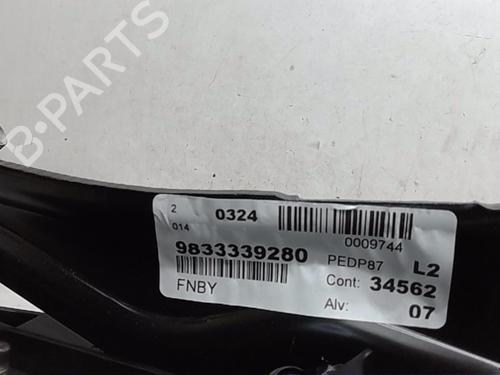 B-PARTS
2 0324
014 0009744
9833339280 PEDP87 L2
FNBY Cont: 34562
Alv: 07